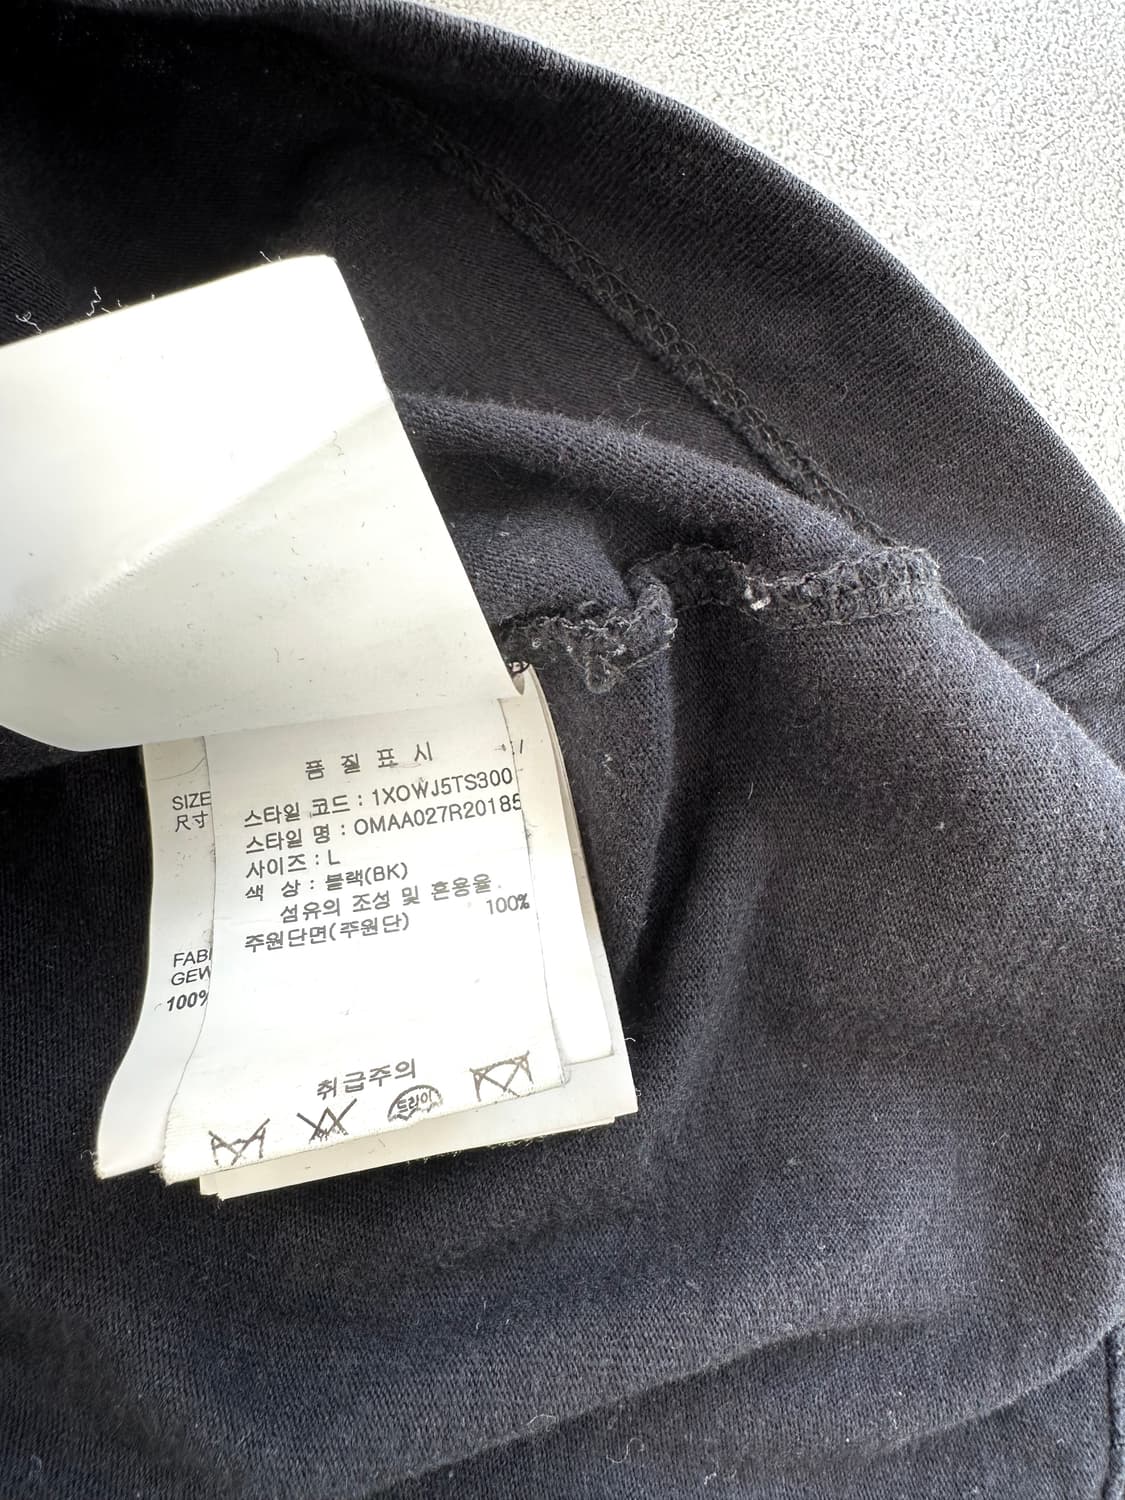 품 질 표 시
스타일 코드 : 1XOWJ5TS300
스타일 명 : OMAA027R20185
사이즈 : L
색 상 : 블랙(BK)
섬유의 조성 및 혼용율
주원단면(주원단) 100%
취급주의
드라이
SIZE
尺寸
FAB
GEW
100%